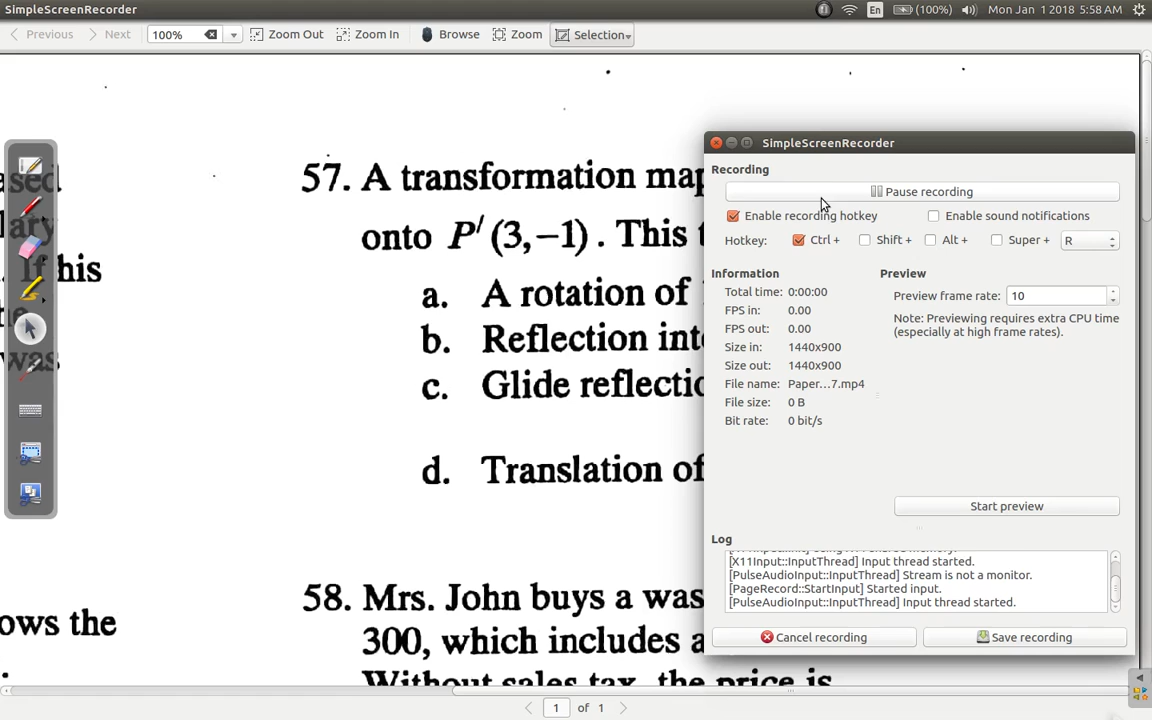 SimpleScreenRecorder
En (100%) Mon Jan 1 2018 5:58 AM
Previous Next 100% Zoom Out Zoom In Browse Zoom Selection
57. A transformation map
onto P′(3,−1). This t
a. A rotation of
b. Reflection int
c. Glide reflectio
d. Translation of
58. Mrs. John buys a was
300, which includes a
Without sales tax, the price is
ased
lary
. If his
he
was
ows the
SimpleScreenRecorder
Recording
Pause recording
Enable recording hotkey Enable sound notifications
Hotkey: Ctrl + Shift + Alt + Super + R
Information
Total time: 0:00:00
FPS in: 0.00
FPS out: 0.00
Size in: 1440x900
Size out: 1440x900
File name: Paper...7.mp4
File size: 0 B
Bit rate: 0 bit/s
Preview
Preview frame rate: 10
Note: Previewing requires extra CPU time
(especially at high frame rates).
Start preview
Log
[X11Input::InputThread] Input thread started.
[PulseAudioInput::InputThread] Stream is not a monitor.
[PageRecord::StartInput] Started input.
[PulseAudioInput::InputThread] Input thread started.
Cancel recording Save recording
1 of 1